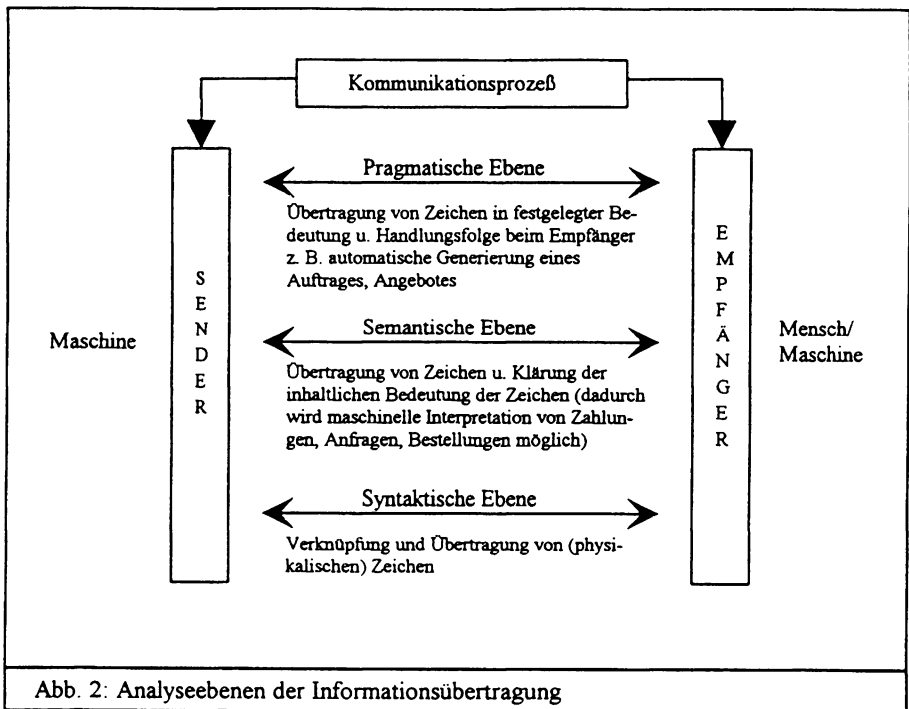 Kommunikationsprozeß
Pragmatische Ebene
Übertragung von Zeichen in festgelegter Be-
deutung u. Handlungsfolge beim Empfänger
z. B. automatische Generierung eines
Auftrages, Angebotes
Maschine
SENDER
Semantische Ebene
Übertragung von Zeichen u. Klärung der
inhaltlichen Bedeutung der Zeichen (dadurch
wird maschinelle Interpretation von Zahlun-
gen, Anfragen, Bestellungen möglich)
EMPFÄNGER
Mensch/
Maschine
Syntaktische Ebene
Verknüpfung und Übertragung von (physi-
kalischen) Zeichen
Abb. 2: Analyseebenen der Informationsübertragung